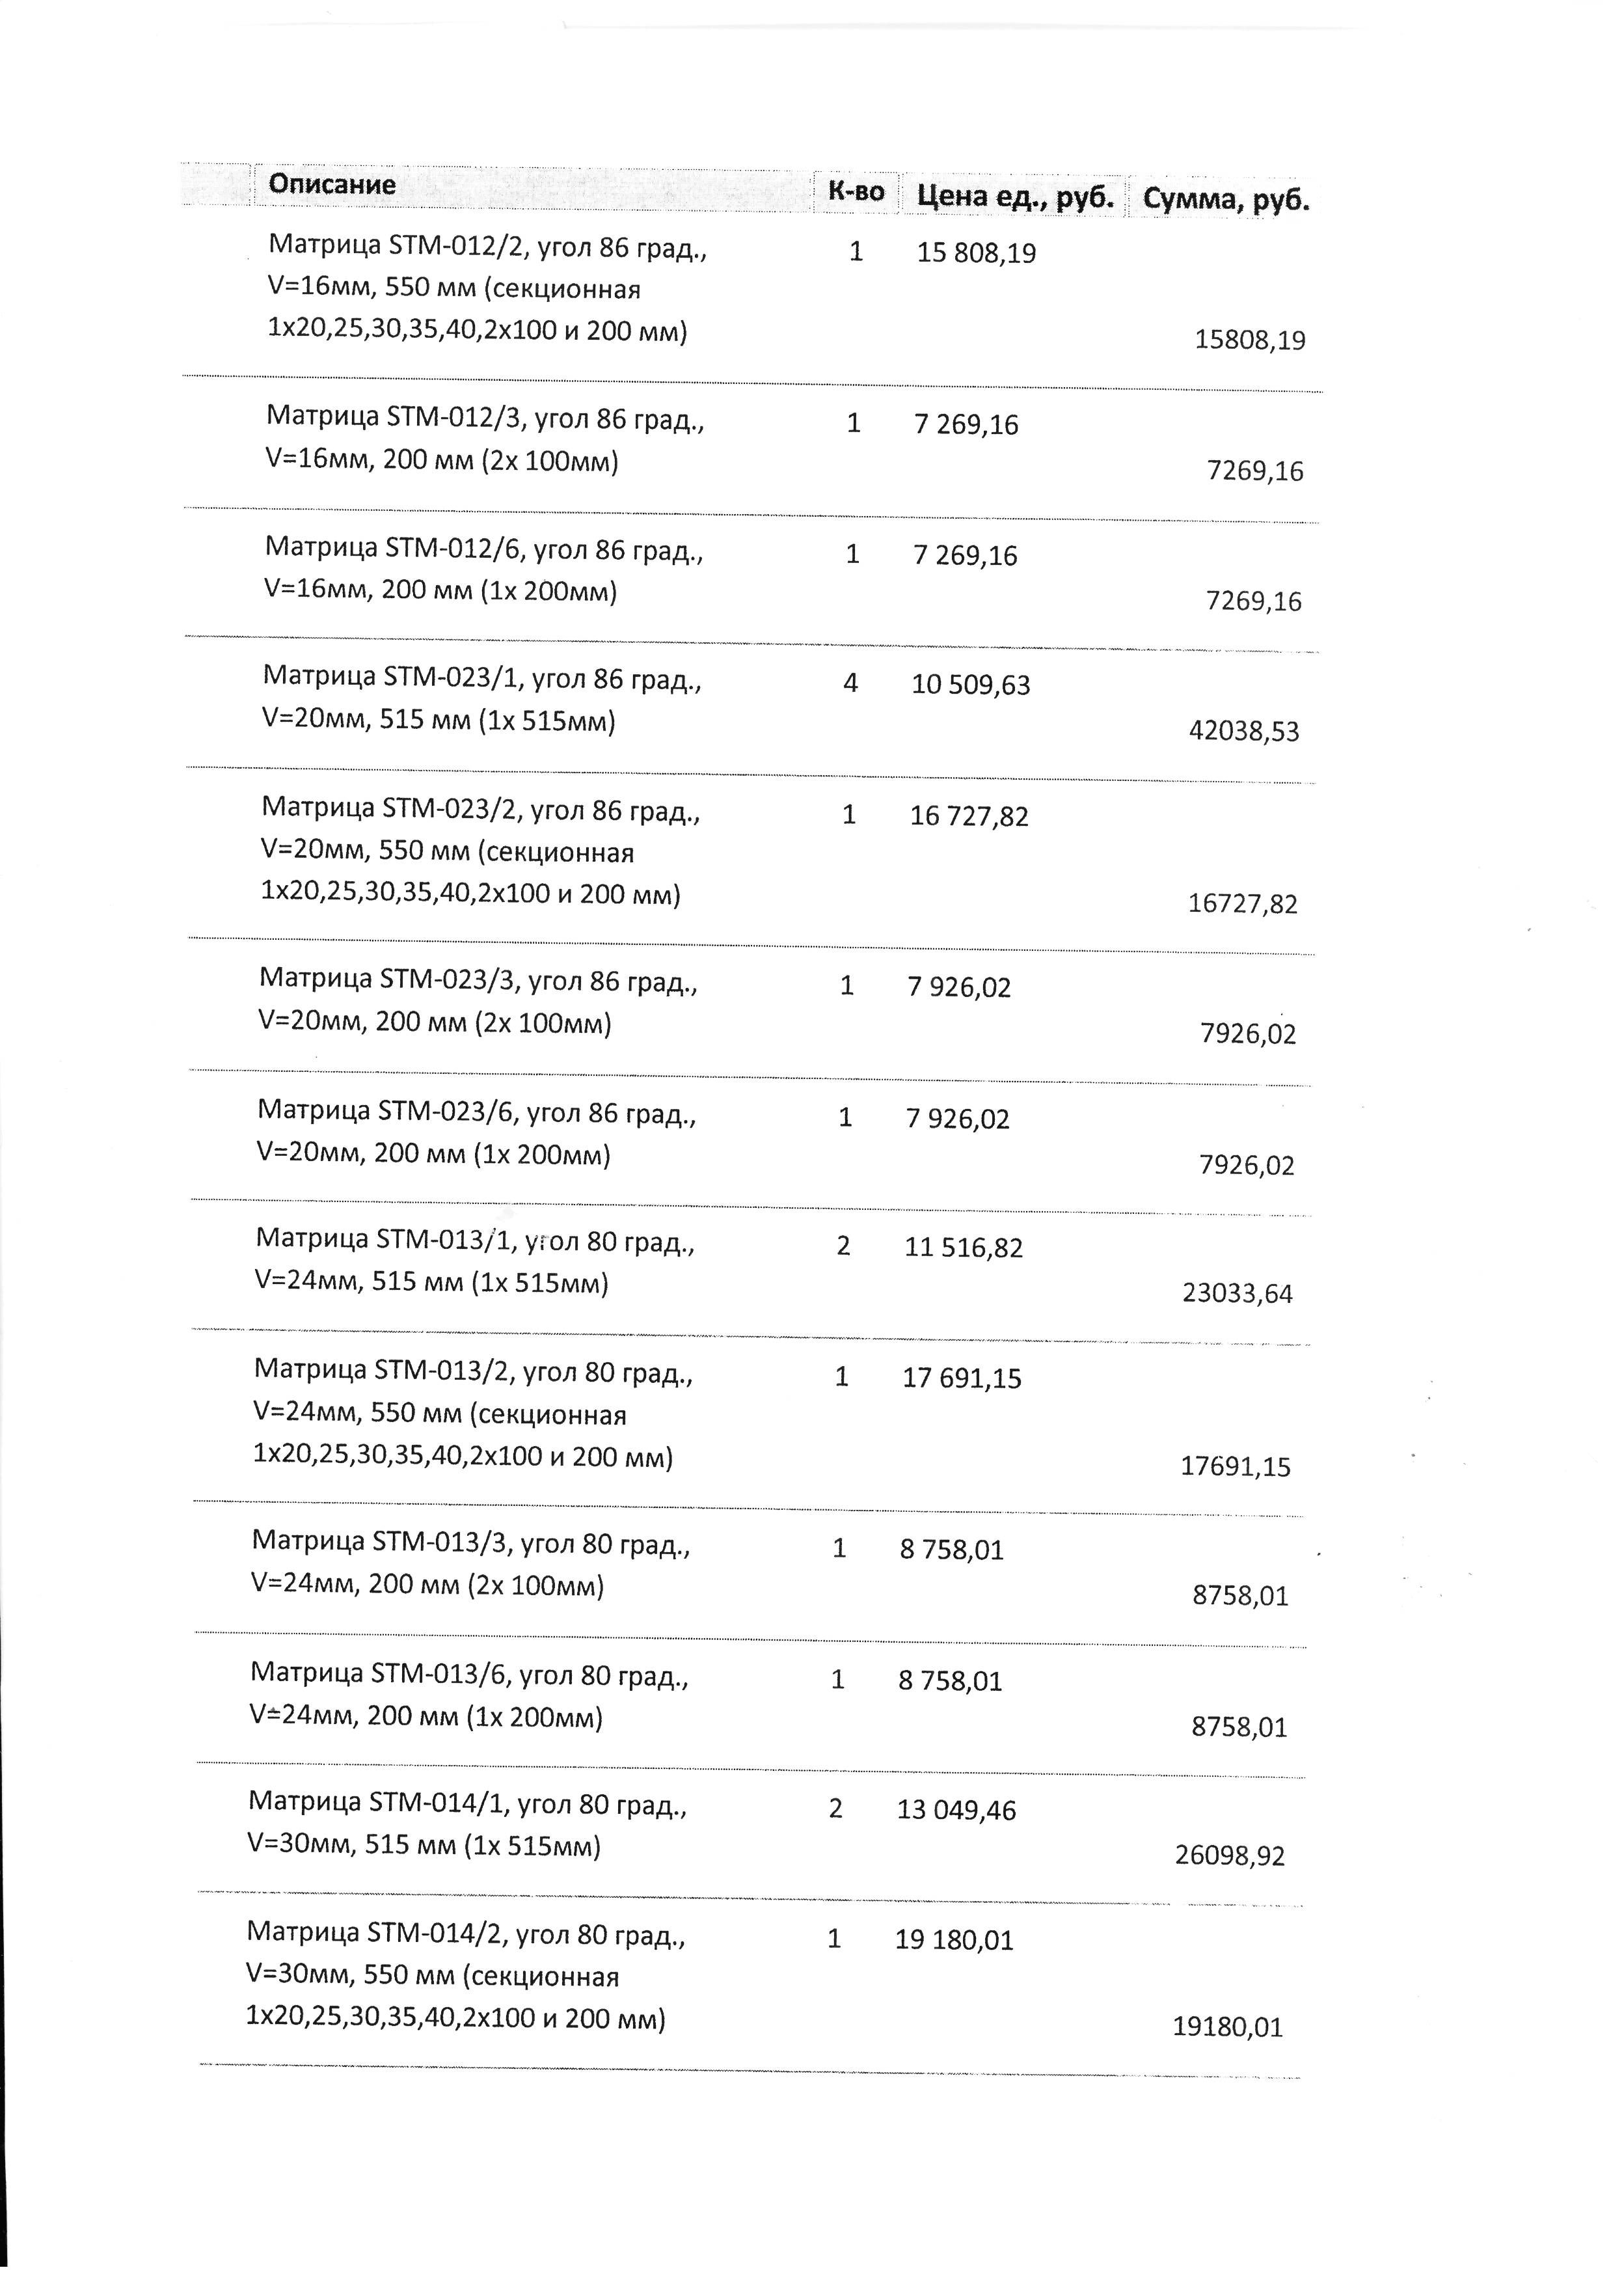 Описание К-во Цена ед., руб. Сумма, руб.
Матрица STM-012/2, угол 86 град., 1 15 808,19
V=16мм, 550 мм (секционная
1x20,25,30,35,40,2x100 и 200 мм) 15808,19
Матрица STM-012/3, угол 86 град., 1 7 269,16
V=16мм, 200 мм (2x 100мм) 7269,16
Матрица STM-012/6, угол 86 град., 1 7 269,16
V=16мм, 200 мм (1x 200мм) 7269,16
Матрица STM-023/1, угол 86 град., 4 10 509,63
V=20мм, 515 мм (1x 515мм) 42038,53
Матрица STM-023/2, угол 86 град., 1 16 727,82
V=20мм, 550 мм (секционная
1x20,25,30,35,40,2x100 и 200 мм) 16727,82
Матрица STM-023/3, угол 86 град., 1 7 926,02
V=20мм, 200 мм (2x 100мм) 7926,02
Матрица STM-023/6, угол 86 град., 1 7 926,02
V=20мм, 200 мм (1x 200мм) 7926,02
Матрица STM-013/1, угол 80 град., 2 11 516,82
V=24мм, 515 мм (1x 515мм) 23033,64
Матрица STM-013/2, угол 80 град., 1 17 691,15
V=24мм, 550 мм (секционная
1x20,25,30,35,40,2x100 и 200 мм) 17691,15
Матрица STM-013/3, угол 80 град., 1 8 758,01
V=24мм, 200 мм (2x 100мм) 8758,01
Матрица STM-013/6, угол 80 град., 1 8 758,01
V=24мм, 200 мм (1x 200мм) 8758,01
Матрица STM-014/1, угол 80 град., 2 13 049,46
V=30мм, 515 мм (1x 515мм) 26098,92
Матрица STM-014/2, угол 80 град., 1 19 180,01
V=30мм, 550 мм (секционная
1x20,25,30,35,40,2x100 и 200 мм) 19180,01